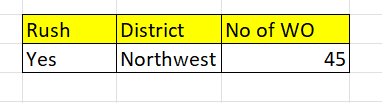 Rush District No of WO
Yes Northwest 45